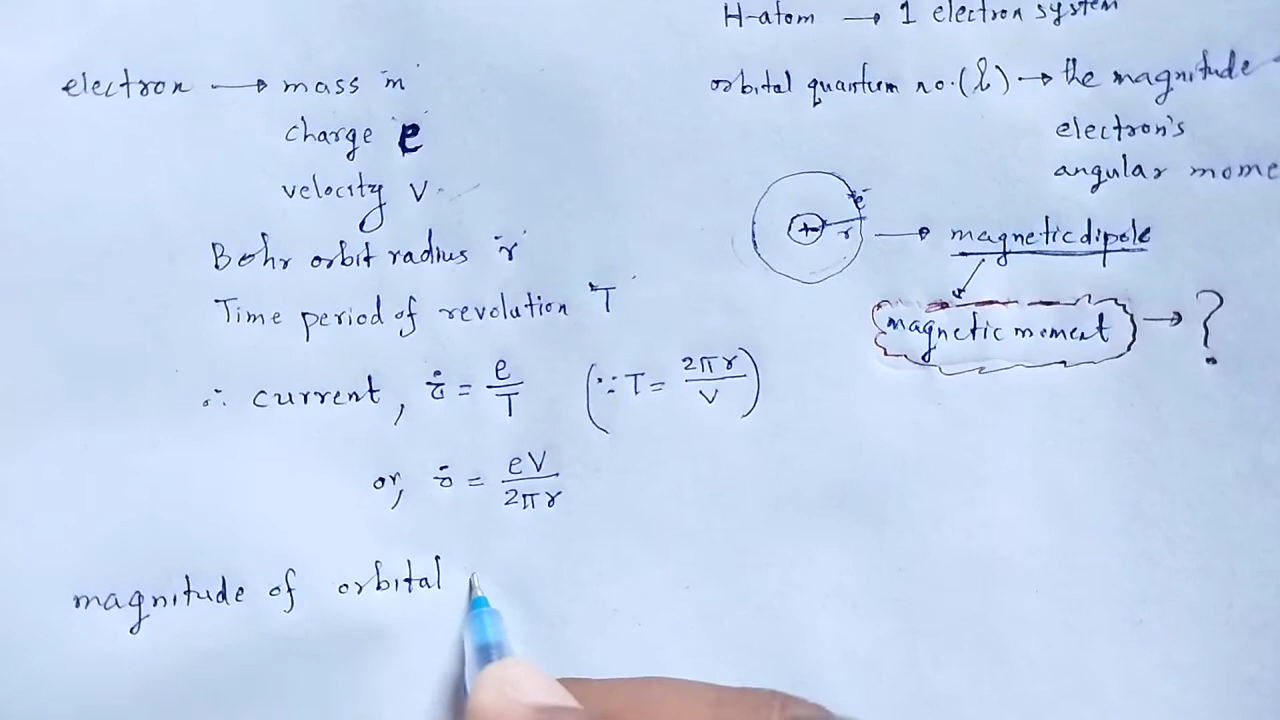 H-atom → 1 electron system
orbital quantum no. (l) → the magnitude
electron's
angular mome
electron → mass "m"
charge "e"
velocity v
Bohr orbit radius "r"
Time period of revolution "T"
e⁻
+
r
→ magnetic dipole
magnetic moment → ?
∴ current, i = e/T (∵ T = 2πr/v)
or, i = ev/2πr
magnitude of orbital